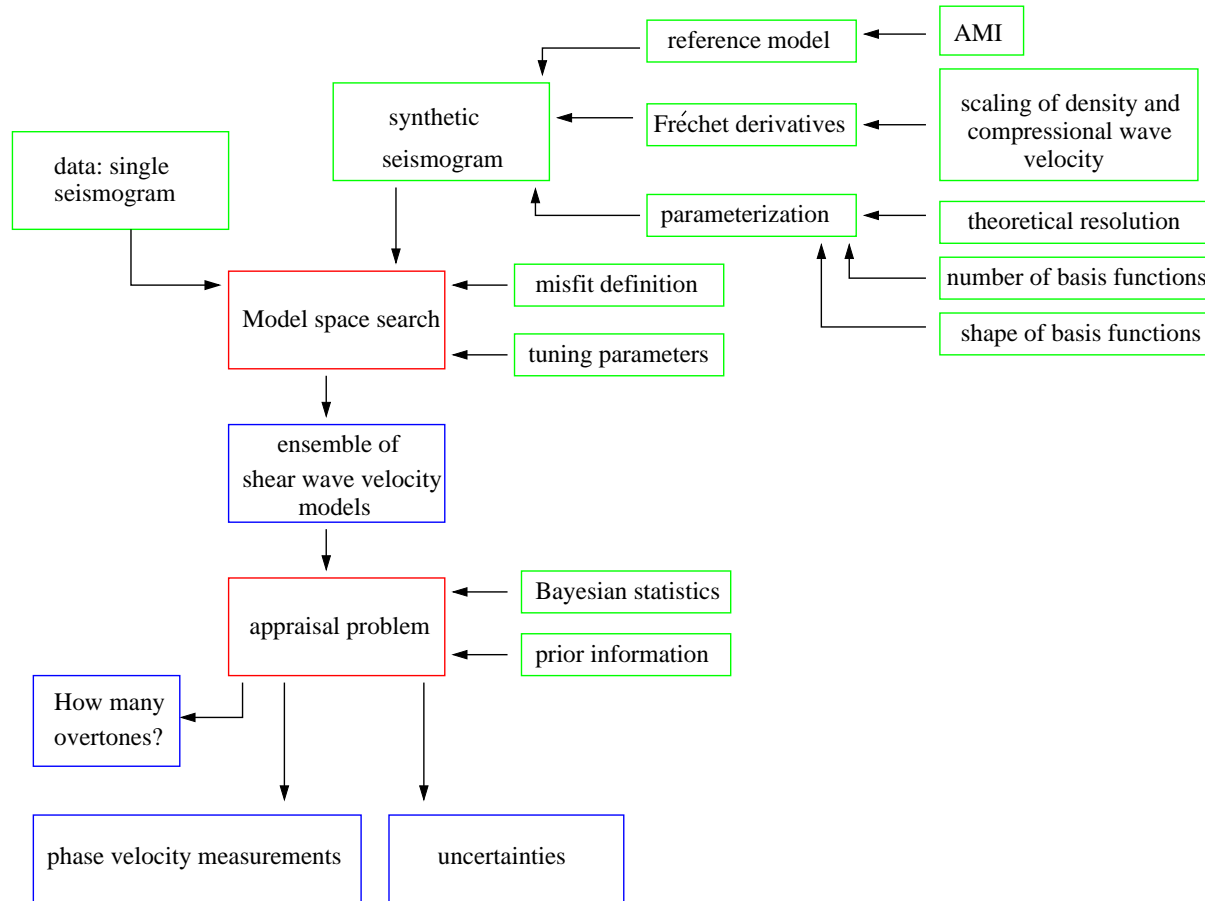 reference model
AMI
synthetic
seismogram
Fréchet derivatives
scaling of density and
compressional wave
velocity
data: single
seismogram
parameterization
theoretical resolution
number of basis functions
shape of basis functions
misfit definition
Model space search
tuning parameters
ensemble of
shear wave velocity
models
Bayesian statistics
appraisal problem
prior information
How many
overtones?
phase velocity measurements
uncertainties